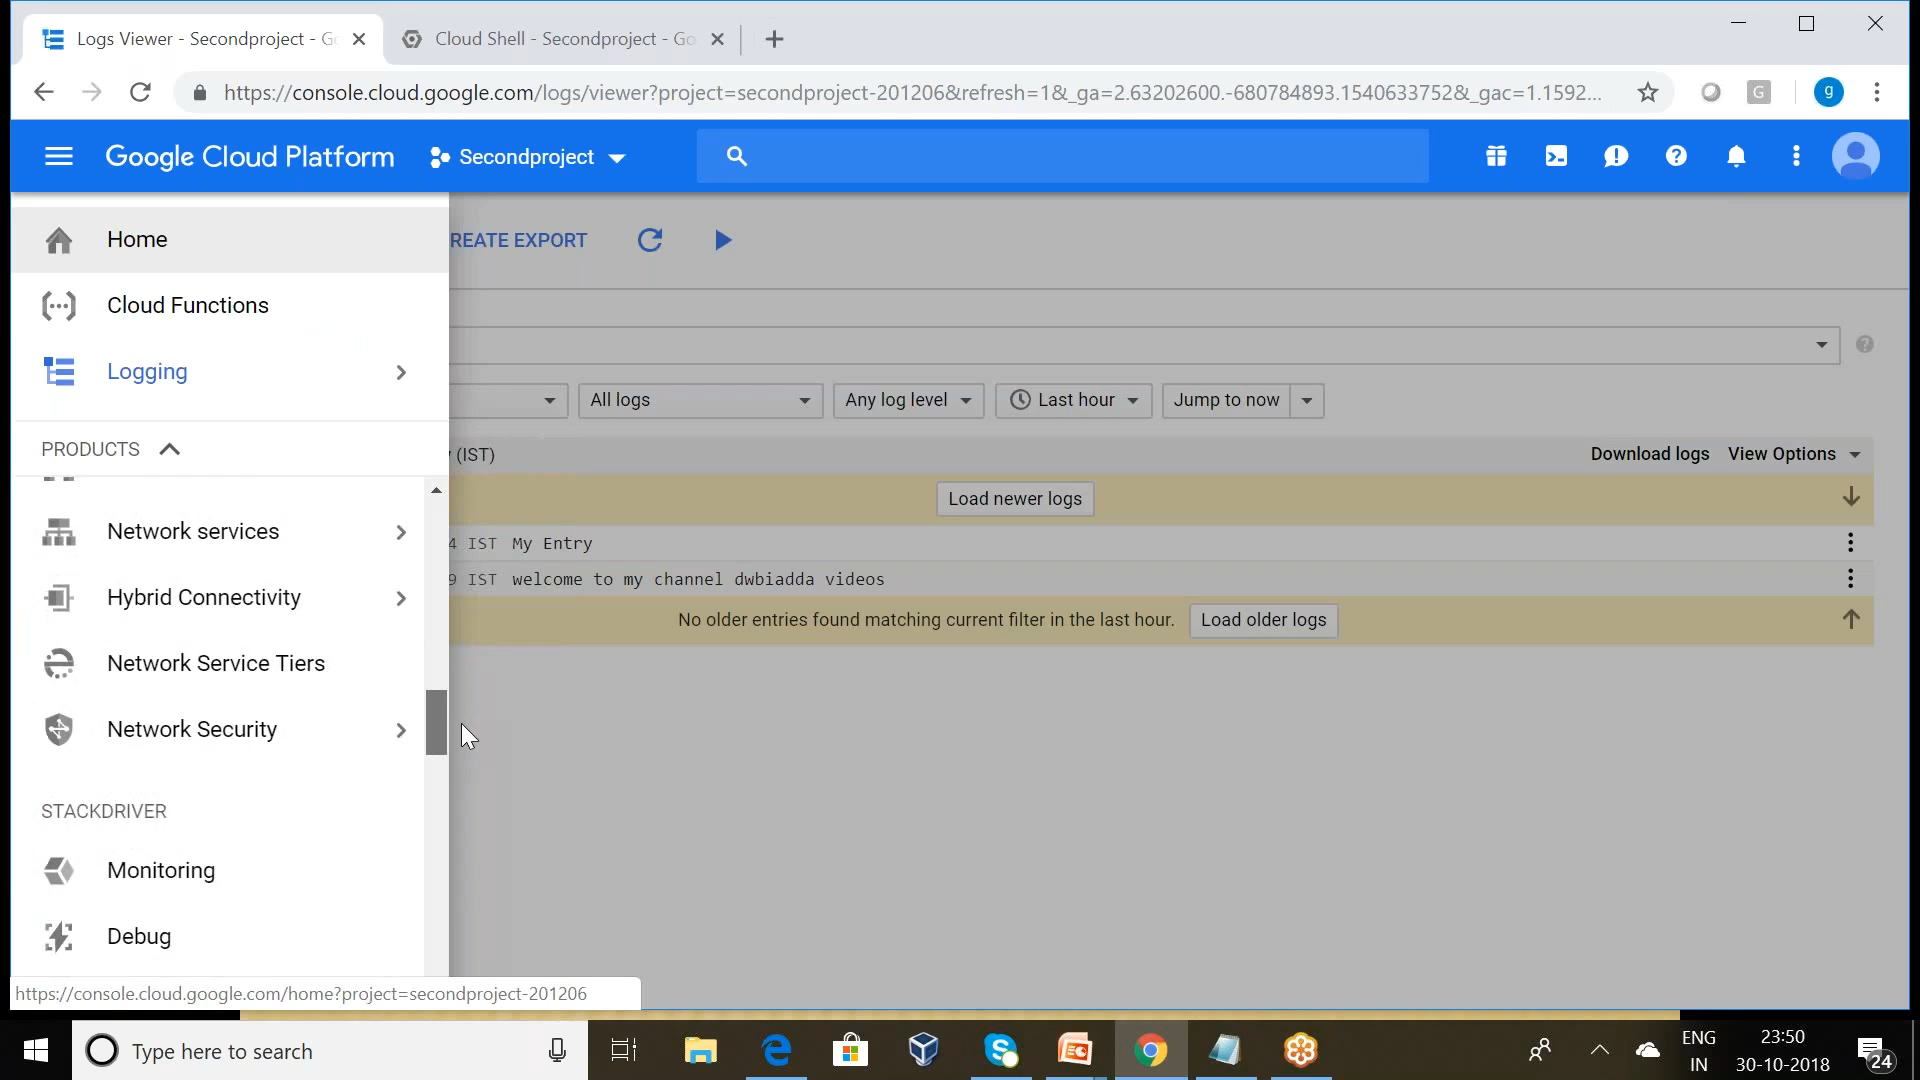 Logs Viewer - Secondproject - G
Cloud Shell - Secondproject - Go
https://console.cloud.google.com/logs/viewer?project=secondproject-201206&refresh=1&_ga=2.63202600.-680784893.1540633752&_gac=1.1592...
G
g
Google Cloud Platform
Secondproject
Home
REATE EXPORT
Cloud Functions
Logging
All logs
Any log level
Last hour
Jump to now
PRODUCTS
(IST)
Download logs
View Options
Load newer logs
Network services
4 IST My Entry
9 IST welcome to my channel dwbiadda videos
Hybrid Connectivity
No older entries found matching current filter in the last hour.
Load older logs
Network Service Tiers
Network Security
STACKDRIVER
Monitoring
Debug
https://console.cloud.google.com/home?project=secondproject-201206
Type here to search
ENG
IN
23:50
30-10-2018
24